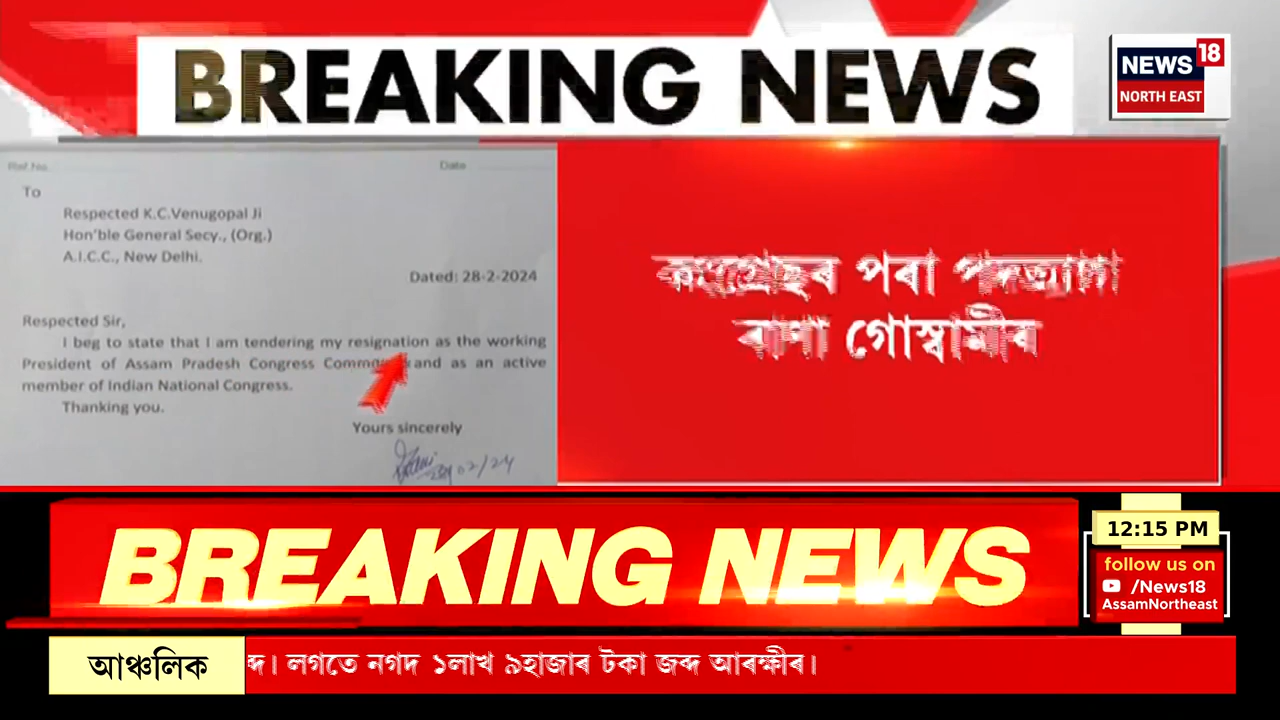 BREAKING NEWS
NEWS 18
NORTH EAST
Ref.No.
Date
To
Respected K.C.Venugopal Ji
Hon'ble General Secy., (Org.)
A.I.C.C., New Delhi.
Dated: 28-2-2024
Respected Sir,
I beg to state that I am tendering my resignation as the working
President of Assam Pradesh Congress and as an active
member of Indian National Congress.
Thanking you.
Yours sincerely
কংগ্ৰেছৰ পৰা পদত্যাগ
ৰাণা গোস্বামীৰ
BREAKING NEWS
12:15 PM
follow us on
/News18
AssamNortheast
আঞ্চলিক
ব্দ। লগতে নগদ ১লাখ ৯হাজাৰ টকা জব্দ আৰক্ষীৰ।